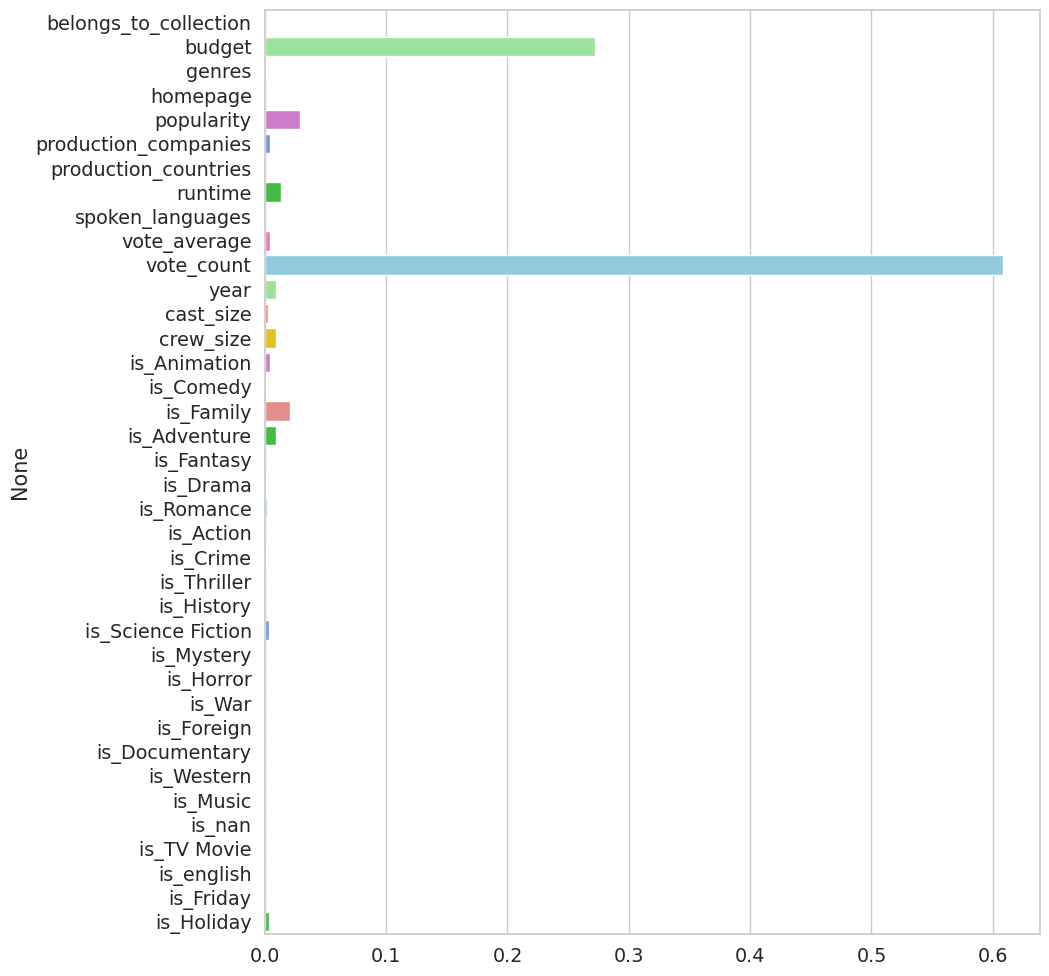 belongs_to_collection
budget
genres
homepage
popularity
production_companies
production_countries
runtime
spoken_languages
vote_average
vote_count
year
cast_size
crew_size
is_Animation
is_Comedy
is_Family
is_Adventure
is_Fantasy
None
is_Drama
is_Romance
is_Action
is_Crime
is_Thriller
is_History
is_Science Fiction
is_Mystery
is_Horror
is_War
is_Foreign
is_Documentary
is_Western
is_Music
is_nan
is_TV Movie
is_english
is_Friday
is_Holiday
0.0 0.1 0.2 0.3 0.4 0.5 0.6